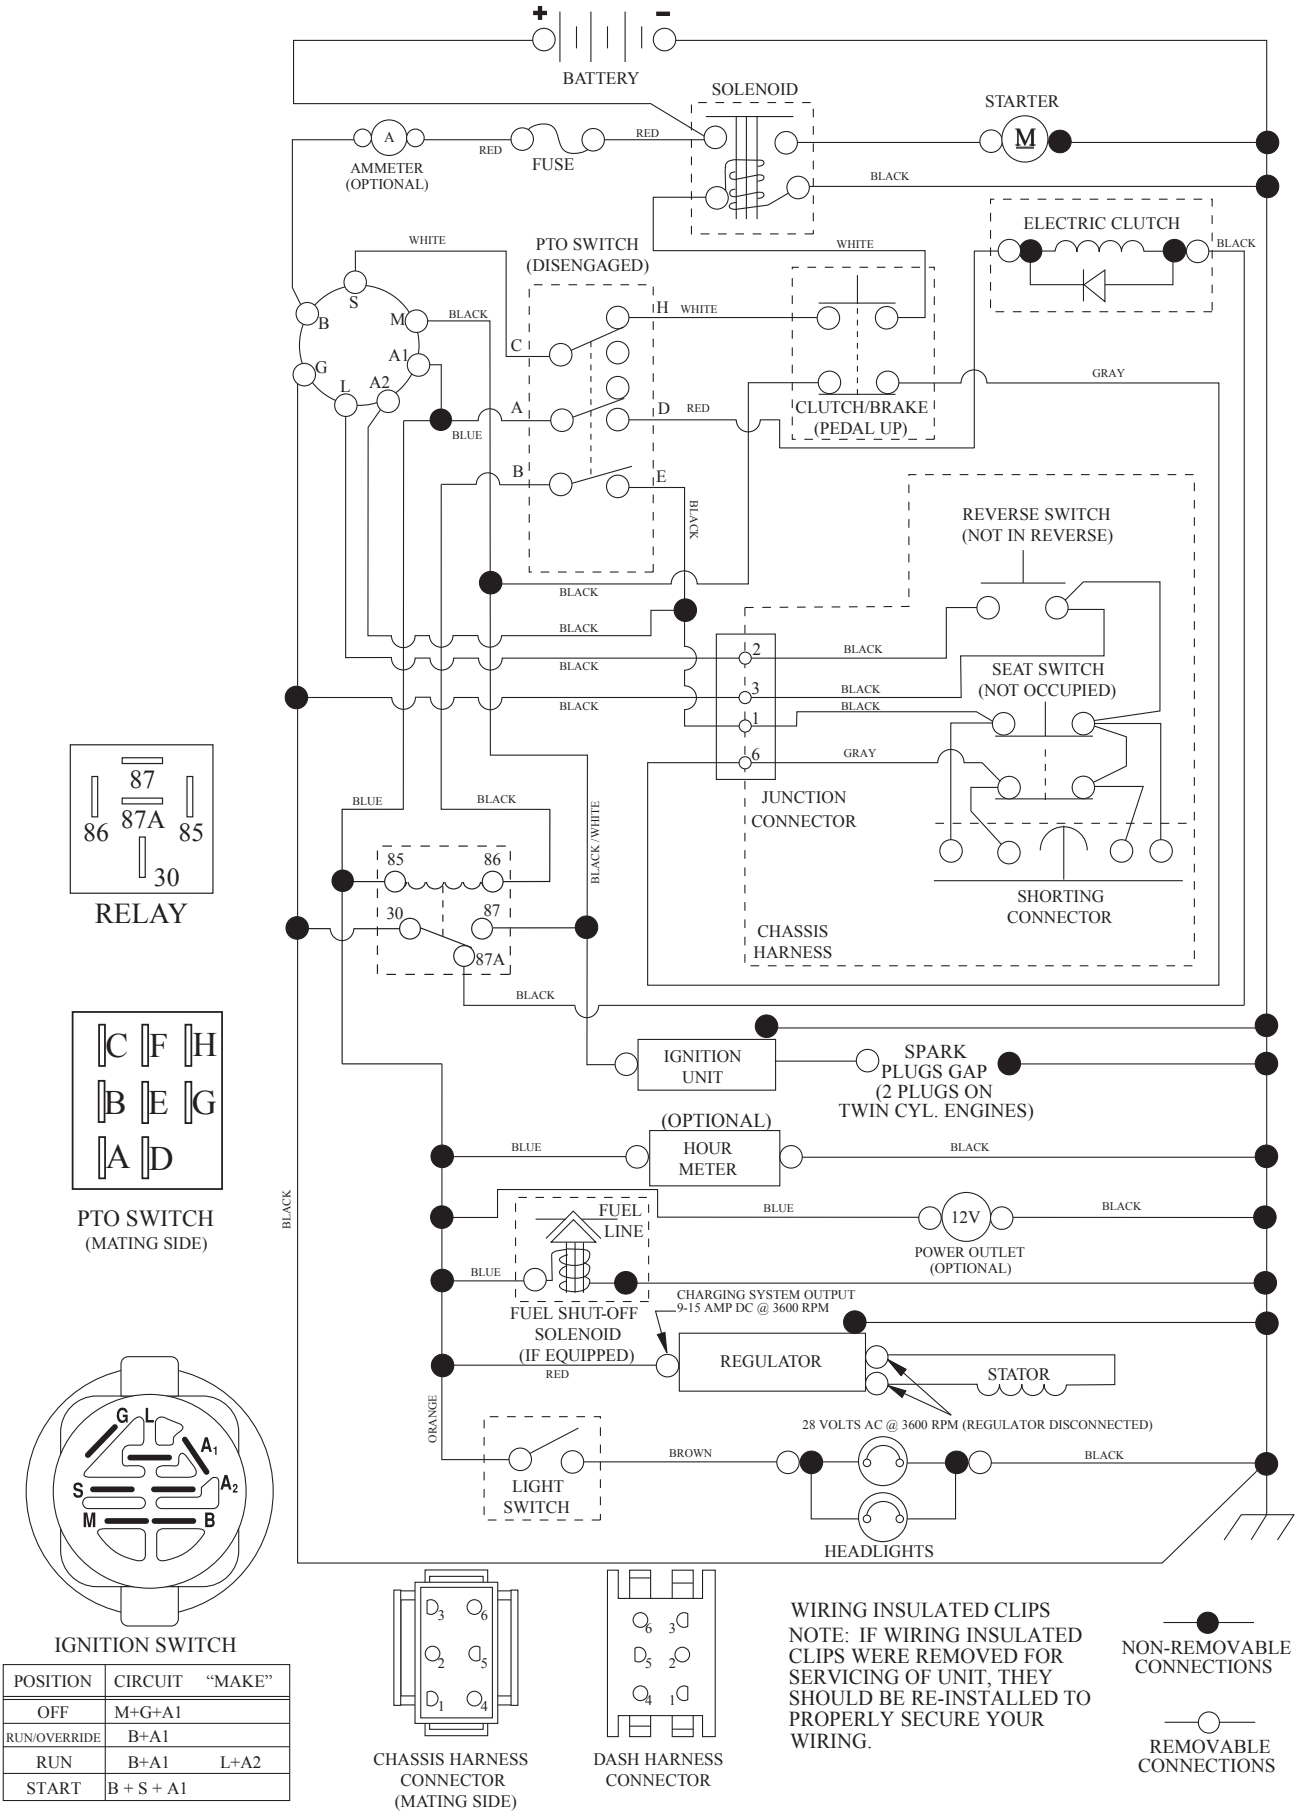 + −
BATTERY
SOLENOID
STARTER
A
M
RED
FUSE
RED
AMMETER
(OPTIONAL)
BLACK
ELECTRIC CLUTCH
WHITE
PTO SWITCH
(DISENGAGED)
WHITE
BLACK
S
B
M
BLACK
H
WHITE
C
G
A1
L
A2
GRAY
A
D
RED
CLUTCH/BRAKE
(PEDAL UP)
BLUE
B
E
BLACK
REVERSE SWITCH
(NOT IN REVERSE)
BLACK
BLACK
2
BLACK
BLACK
SEAT SWITCH
(NOT OCCUPIED)
3
BLACK
BLACK
BLACK
1
6
GRAY
87
86
87A
85
30
RELAY
BLUE
BLACK
BLACK /WHITE
JUNCTION
CONNECTOR
85
86
30
87
87A
SHORTING
CONNECTOR
CHASSIS
HARNESS
BLACK
C F H
B E G
A D
PTO SWITCH
(MATING SIDE)
BLACK
IGNITION
UNIT
SPARK
PLUGS GAP
(2 PLUGS ON
TWIN CYL. ENGINES)
(OPTIONAL)
HOUR
METER
BLUE
BLACK
FUEL
LINE
BLUE
12V
BLACK
POWER OUTLET
(OPTIONAL)
BLUE
FUEL SHUT-OFF
SOLENOID
(IF EQUIPPED)
CHARGING SYSTEM OUTPUT
9-15 AMP DC @ 3600 RPM
RED
REGULATOR
STATOR
28 VOLTS AC @ 3600 RPM (REGULATOR DISCONNECTED)
ORANGE
LIGHT
SWITCH
BROWN
BLACK
HEADLIGHTS
G L
A1
S
A2
M
B
IGNITION SWITCH
POSITION CIRCUIT “MAKE”
OFF M+G+A1
RUN/OVERRIDE B+A1
RUN B+A1 L+A2
START B + S + A1
3 6
2 5
1 4
CHASSIS HARNESS
CONNECTOR
(MATING SIDE)
6 3
5 2
4 1
DASH HARNESS
CONNECTOR
WIRING INSULATED CLIPS
NOTE: IF WIRING INSULATED
CLIPS WERE REMOVED FOR
SERVICING OF UNIT, THEY
SHOULD BE RE-INSTALLED TO
PROPERLY SECURE YOUR
WIRING.
NON-REMOVABLE
CONNECTIONS
REMOVABLE
CONNECTIONS